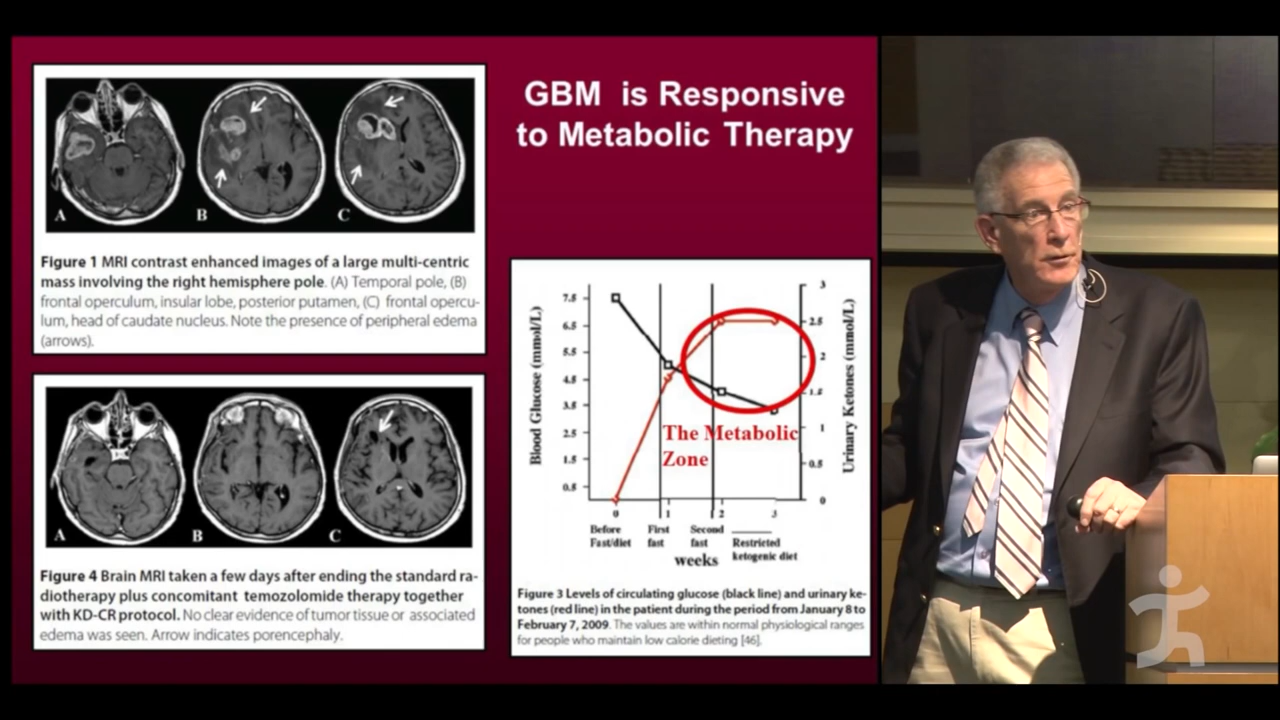 GBM is Responsive
to Metabolic Therapy
A
B
C
Figure 1 MRI contrast enhanced images of a large multi-centric
mass involving the right hemisphere pole. (A) Temporal pole, (B)
frontal operculum, insular lobe, posterior putamen, (C) frontal opercu-
lum, head of caudate nucleus. Note the presence of peripheral edema
(arrows).
A
B
C
Figure 4 Brain MRI taken a few days after ending the standard ra-
diotherapy plus concomitant temozolomide therapy together
with KD-CR protocol. No clear evidence of tumor tissue or associated
edema was seen. Arrow indicates porencephaly.
Blood Glucose (mmol/L)
7.5
6.5
5.5
4.5
3.5
2.5
1.5
0.5
Urinary Ketones (mmol/L)
3
2.5
2
1.5
1
0.5
0
The Metabolic
Zone
0 1 2 3
Before First Second Restricted
Fast/diet fast fast ketogenic diet
weeks
Figure 3 Levels of circulating glucose (black line) and urinary ke-
tones (red line) in the patient during the period from January 8 to
February 7, 2009. The values are within normal physiological ranges
for people who maintain low calorie dieting [46].